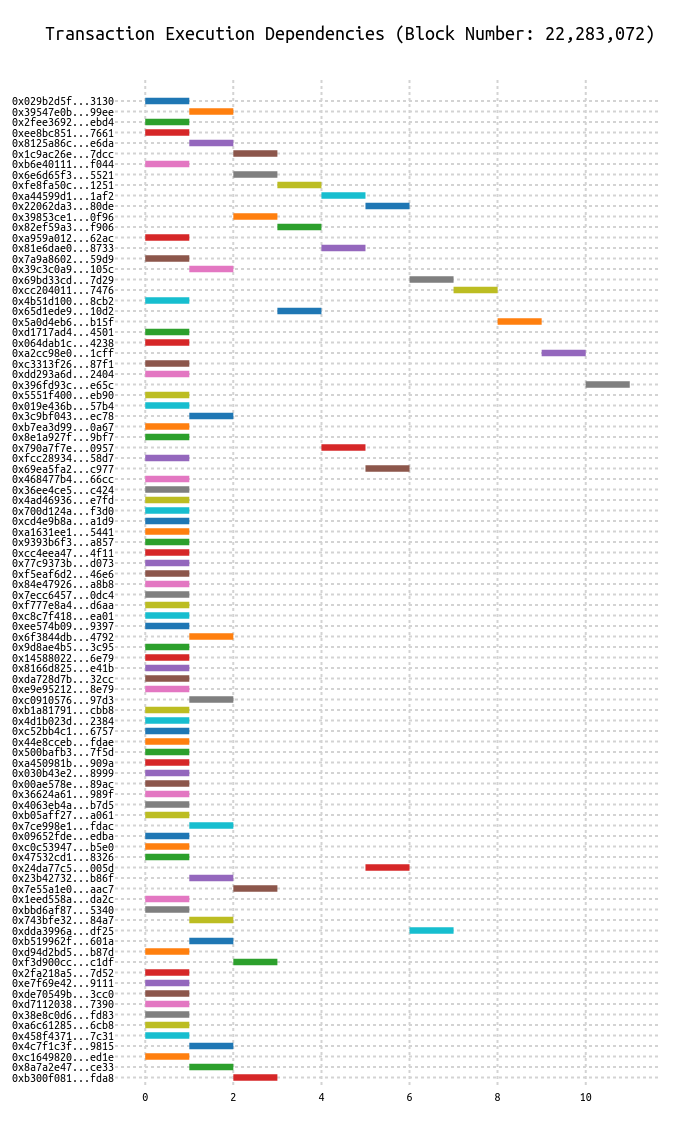 Transaction Execution Dependencies (Block Number: 22,283,072)
0x029b2d5f...3130
0x39547e0b...99ee
0x2fee3692...ebd4
0xee8bc851...7661
0x8125a86c...e6da
0x1c9ac26e...7dcc
0xb6e40111...f044
0x6e6d65f3...5521
0xfe8fa50c...1251
0xa44599d1...1af2
0x22062da3...80de
0x39853ce1...0f96
0x82ef59a3...f906
0xa959a012...62ac
0x81e6dae0...8733
0x7a9a8602...59d9
0x39c3c0a9...105c
0x69bd33cd...7d29
0xcc204011...7476
0x4b51d100...8cb2
0x65d1ede9...10d2
0x5a0d4eb6...b15f
0xd1717ad4...4501
0x064dab1c...4238
0xa2cc98e0...1cff
0xc3313f26...87f1
0xdd293a6d...2404
0x396fd93c...e65c
0x5551f400...eb90
0x019e436b...57b4
0x3c9bf043...ec78
0xb7ea3d99...0a67
0x8e1a927f...9bf7
0x790a7f7e...0957
0xfcc28934...58d7
0x69ea5fa2...c977
0x468477b4...66cc
0x36ee4ce5...c424
0x4ad46936...e7fd
0x700d124a...f3d0
0xcd4e9b8a...a1d9
0xa1631ee1...5441
0x9393b6f3...a857
0xcc4eea47...4f11
0x77c9373b...d073
0xf5eaf6d2...46e6
0x84e47926...a8b8
0x7ecc6457...0dc4
0xf777e8a4...d6aa
0xc8c7f418...ea01
0xee574b09...9397
0x6f3844db...4792
0x9d8ae4b5...3c95
0x14588022...6e79
0x8166d825...e41b
0xda728d7b...32cc
0xe9e95212...8e79
0xc0910576...97d3
0xb1a81791...cbb8
0x4d1b023d...2384
0xc52bb4c1...6757
0x44e8cceb...fdae
0x500bafb3...7f5d
0xa450981b...909a
0x030b43e2...8999
0x00ae578e...89ac
0x36624a61...989f
0x4063eb4a...b7d5
0xb05aff27...a061
0x7ce998e1...fdac
0x09652fde...edba
0xc0c53947...b5e0
0x47532cd1...8326
0x24da77c5...005d
0x23b42732...b86f
0x7e55a1e0...aac7
0x1eed558a...da2c
0xbbd6af87...5340
0x743bfe32...84a7
0xdda3996a...df25
0xb519962f...601a
0xd94d2bd5...b87d
0xf3d900cc...c1df
0x2fa218a5...7d52
0xe7f69e42...9111
0xde70549b...3cc0
0xd7112038...7390
0x38e8c0d6...fd83
0xa6c61285...6cb8
0x458f4371...7c31
0x4c7f1c3f...9815
0xc1649820...ed1e
0x8a7a2e47...ce33
0xb300f081...fda8
0 2 4 6 8 10